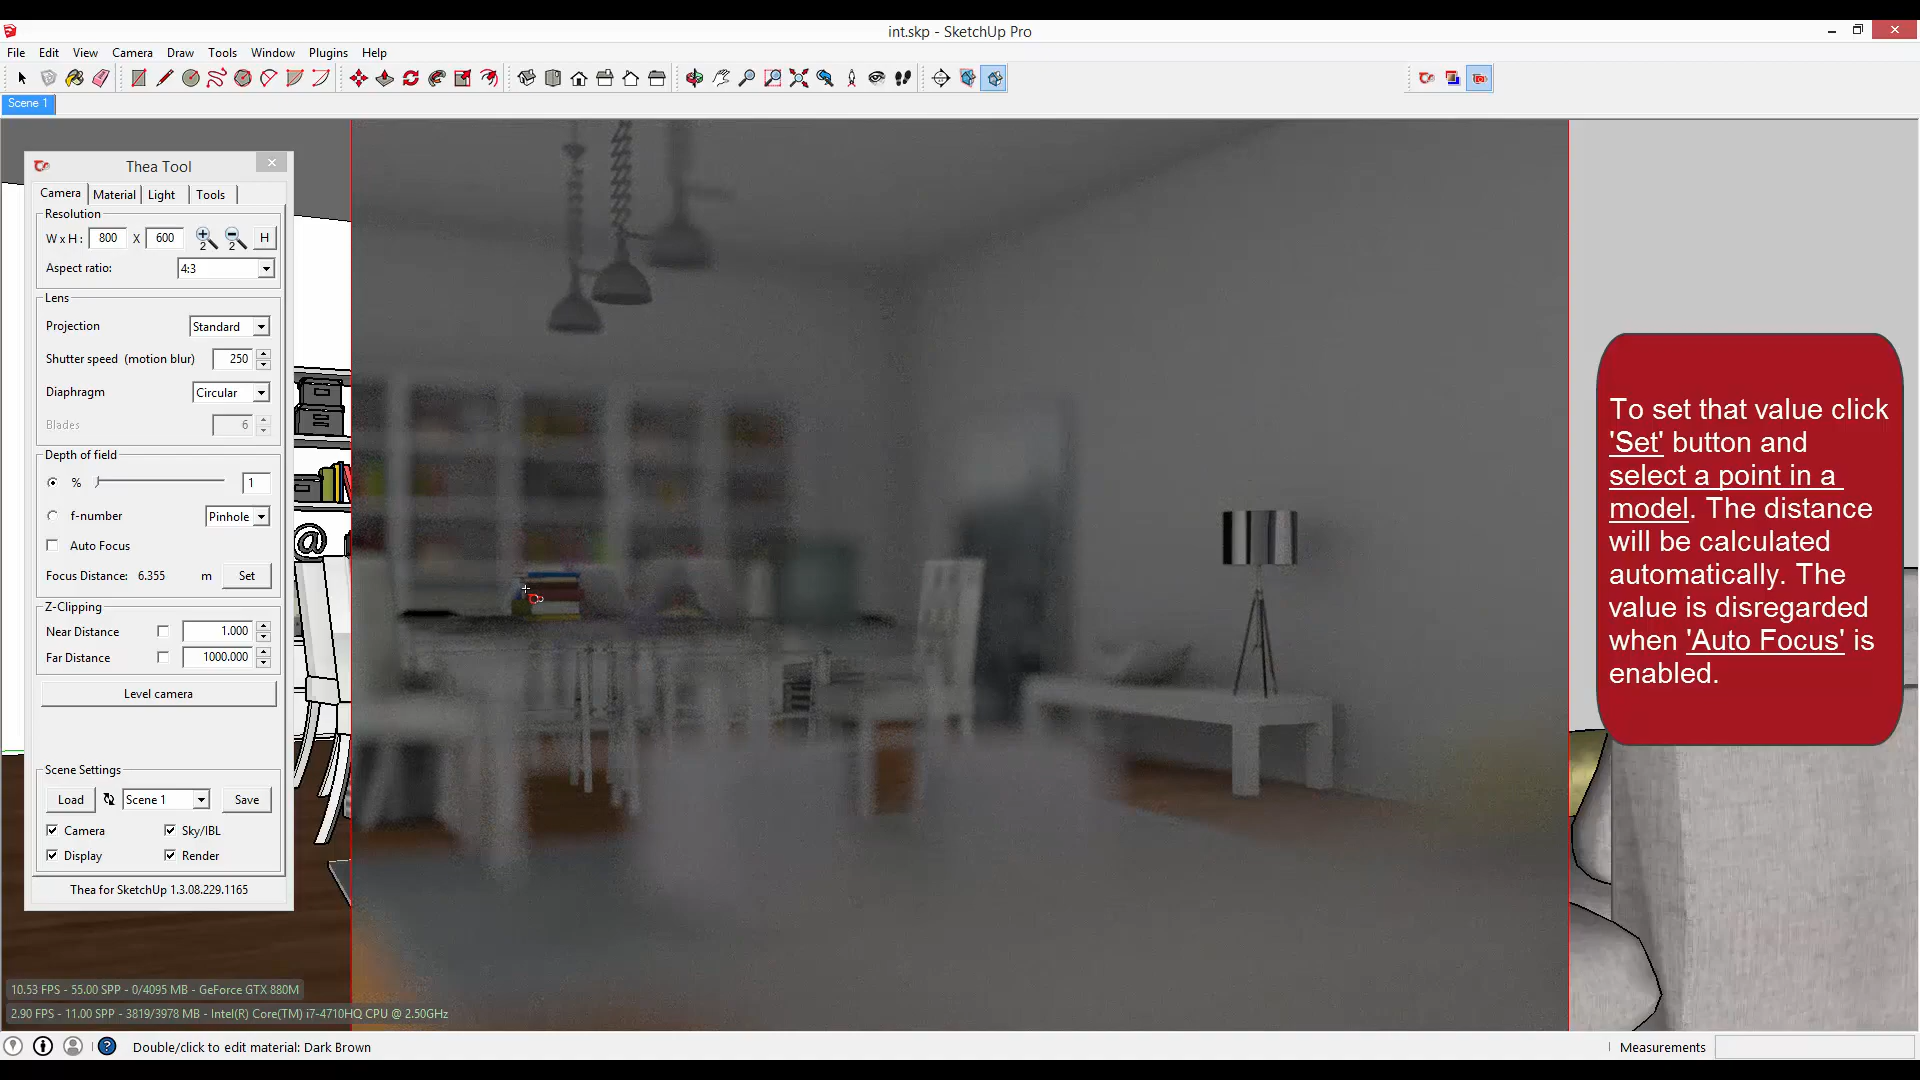 int.skp - SketchUp Pro
File Edit View Camera Draw Tools Window Plugins Help
Scene 1
Thea Tool
Camera Material Light Tools
Resolution
W x H : 800 X 600 2 2 H
Aspect ratio: 4:3
Lens
Projection Standard
Shutter speed (motion blur) 250
Diaphragm Circular
Blades 6
Depth of field
% 1
f-number Pinhole
Auto Focus
Focus Distance: 6.355 m Set
Z-Clipping
Near Distance 1.000
Far Distance 1000.000
Level camera
Scene Settings
Load Scene 1 Save
Camera Sky/IBL
Display Render
Thea for SketchUp 1.3.08.229.1165
@
To set that value click
'Set' button and
select a point in a
model. The distance
will be calculated
automatically. The
value is disregarded
when 'Auto Focus' is
enabled.
10.53 FPS - 55.00 SPP - 0/4095 MB - GeForce GTX 880M
2.90 FPS - 11.00 SPP - 3819/3978 MB - Intel(R) Core(TM) i7-4710HQ CPU @ 2.50GHz
Double/click to edit material: Dark Brown
Measurements